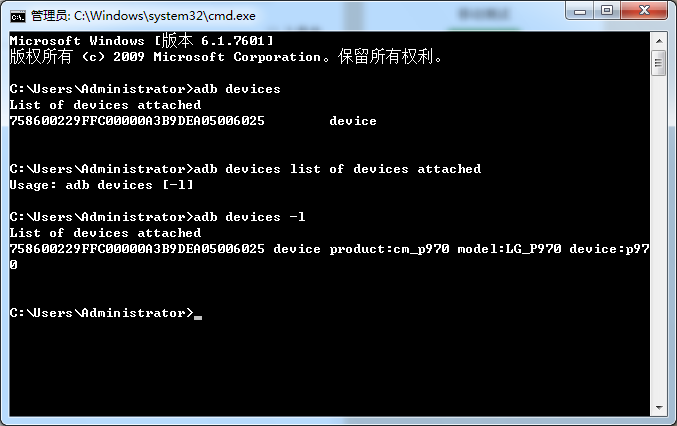 管理员: C:\Windows\system32\cmd.exe
Microsoft Windows [版本 6.1.7601]
版权所有 (c) 2009 Microsoft Corporation。保留所有权利。
C:\Users\Administrator>adb devices
List of devices attached
758600229FFC00000A3B9DEA05006025        device
C:\Users\Administrator>adb devices list of devices attached
Usage: adb devices [-l]
C:\Users\Administrator>adb devices -l
List of devices attached
758600229FFC00000A3B9DEA05006025 device product:cm_p970 model:LG_P970 device:p97
0
C:\Users\Administrator>_